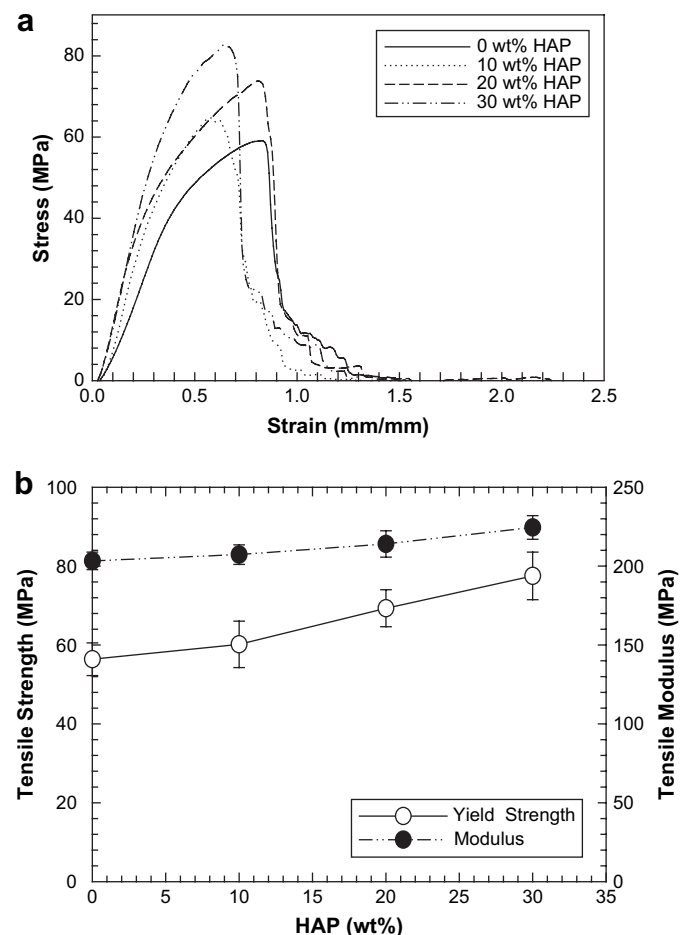 a
100
80
60
40
20
0
Stress (MPa)
0 wt% HAP
10 wt% HAP
20 wt% HAP
30 wt% HAP
0.0 0.5 1.0 1.5 2.0 2.5
Strain (mm/mm)
b
100
80
60
40
20
0
Tensile Strength (MPa)
250
200
150
100
50
0
Tensile Modulus (MPa)
Yield Strength
Modulus
0 5 10 15 20 25 30 35
HAP (wt%)